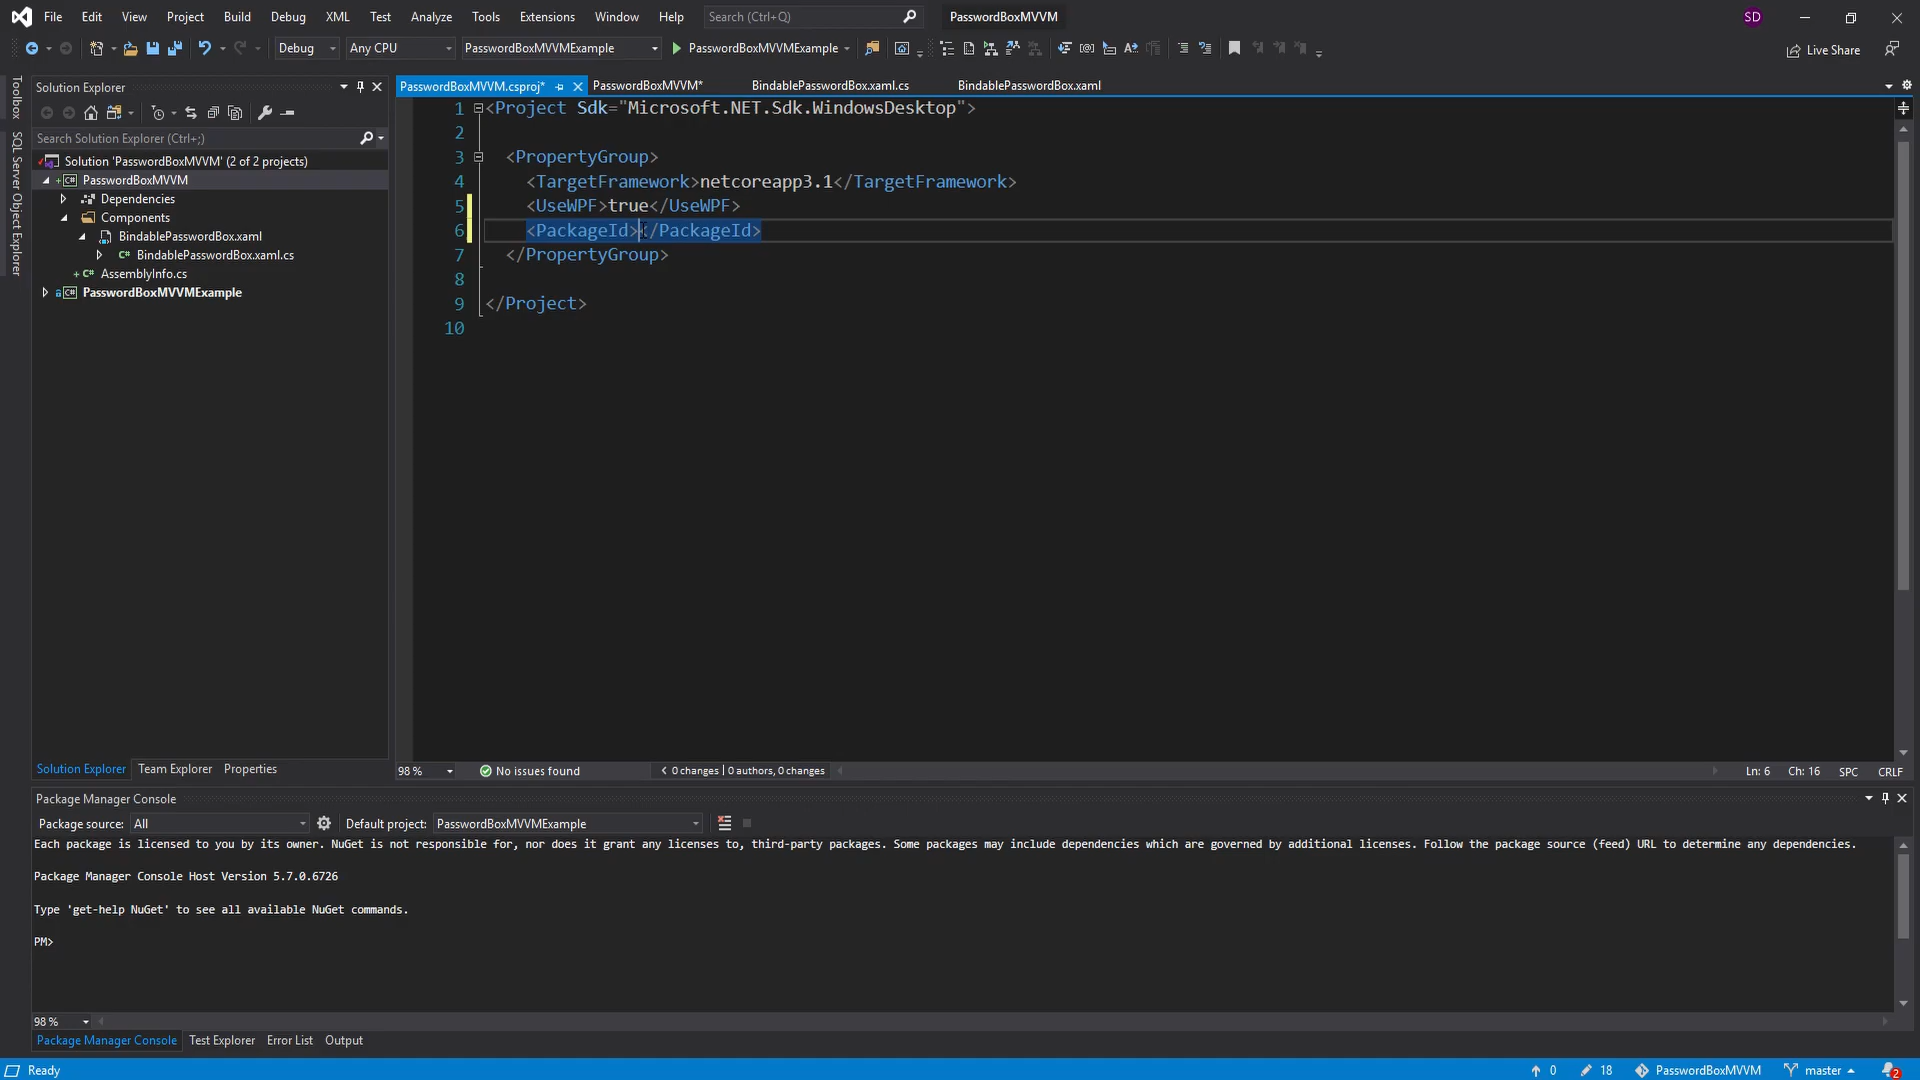 File Edit View Project Build Debug XML Test Analyze Tools Extensions Window Help Search (Ctrl+Q) PasswordBoxMVVM SD
Debug Any CPU PasswordBoxMVVMExample PasswordBoxMVVMExample Live Share
Toolbox
SQL Server Object Explorer
Solution Explorer
Search Solution Explorer (Ctrl+;)
Solution 'PasswordBoxMVVM' (2 of 2 projects)
PasswordBoxMVVM
Dependencies
Components
BindablePasswordBox.xaml
BindablePasswordBox.xaml.cs
AssemblyInfo.cs
PasswordBoxMVVMExample
Solution Explorer Team Explorer Properties
PasswordBoxMVVM.csproj* PasswordBoxMVVM* BindablePasswordBox.xaml.cs BindablePasswordBox.xaml
1 <Project Sdk="Microsoft.NET.Sdk.WindowsDesktop">
2
3 <PropertyGroup>
4 <TargetFramework>netcoreapp3.1</TargetFramework>
5 <UseWPF>true</UseWPF>
6 <PackageId></PackageId>
7 </PropertyGroup>
8
9 </Project>
10
98 % No issues found 0 changes | 0 authors, 0 changes Ln: 6 Ch: 16 SPC CRLF
Package Manager Console
Package source: All Default project: PasswordBoxMVVMExample
Each package is licensed to you by its owner. NuGet is not responsible for, nor does it grant any licenses to, third-party packages. Some packages may include dependencies which are governed by additional licenses. Follow the package source (feed) URL to determine any dependencies.
Package Manager Console Host Version 5.7.0.6726
Type 'get-help NuGet' to see all available NuGet commands.
PM>
98 %
Package Manager Console Test Explorer Error List Output
Ready 0 18 PasswordBoxMVVM master 2